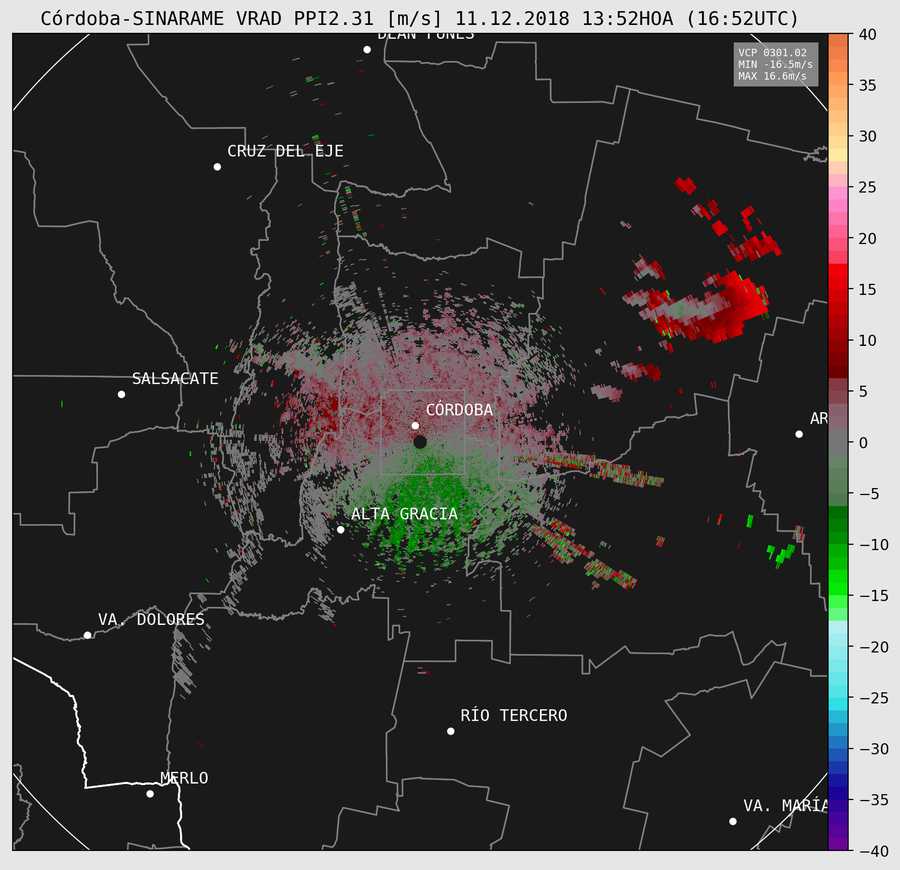 Córdoba-SINARAME VRAD PPI2.31 [m/s] 11.12.2018 13:52HOA (16:52UTC)
DEAN FUNES
VCP 0301.02
MIN -16.5m/s
MAX 16.6m/s
CRUZ DEL EJE
SALSACATE
CÓRDOBA
AR
ALTA GRACIA
VA. DOLORES
RÍO TERCERO
MERLO
VA. MARÍA
40
35
30
25
20
15
10
5
0
−5
−10
−15
−20
−25
−30
−35
−40